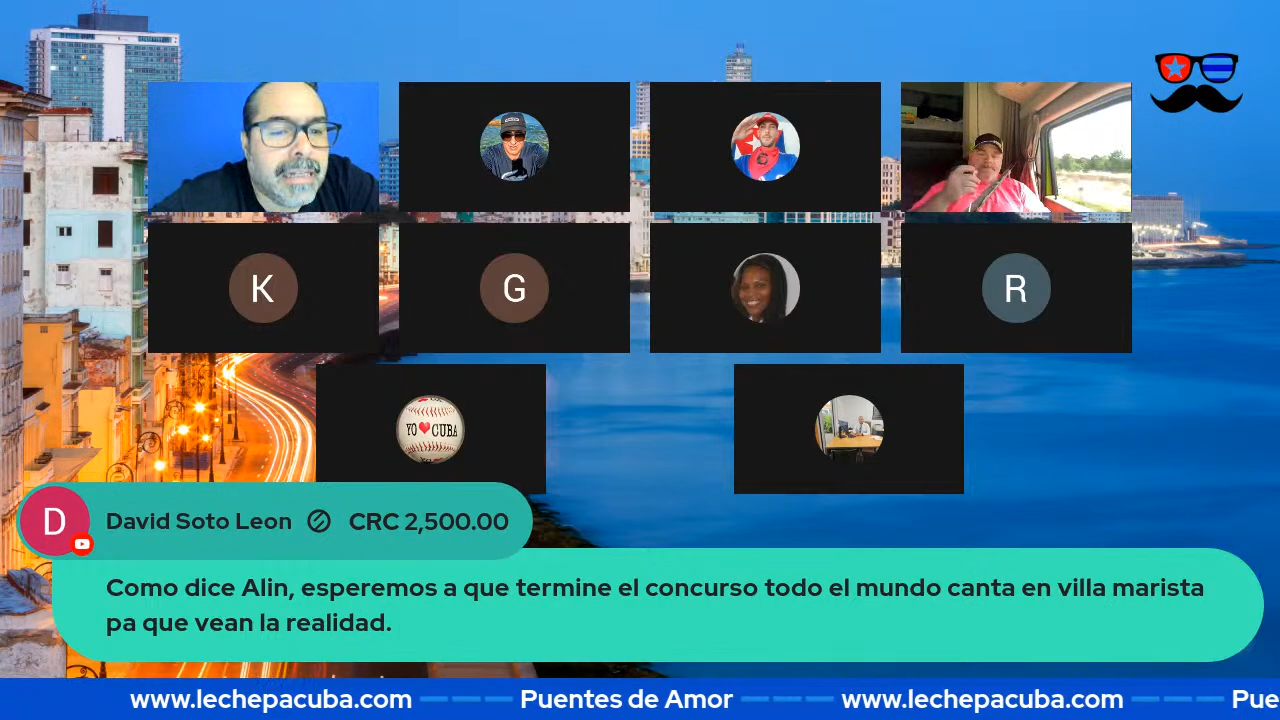 K
G
R
YO ❤ CUBA
D
David Soto Leon
CRC 2,500.00
Como dice Alin, esperemos a que termine el concurso todo el mundo canta en villa marista
pa que vean la realidad.
www.lechepacuba.com — — — Puentes de Amor — — — www.lechepacuba.com — — — Pue